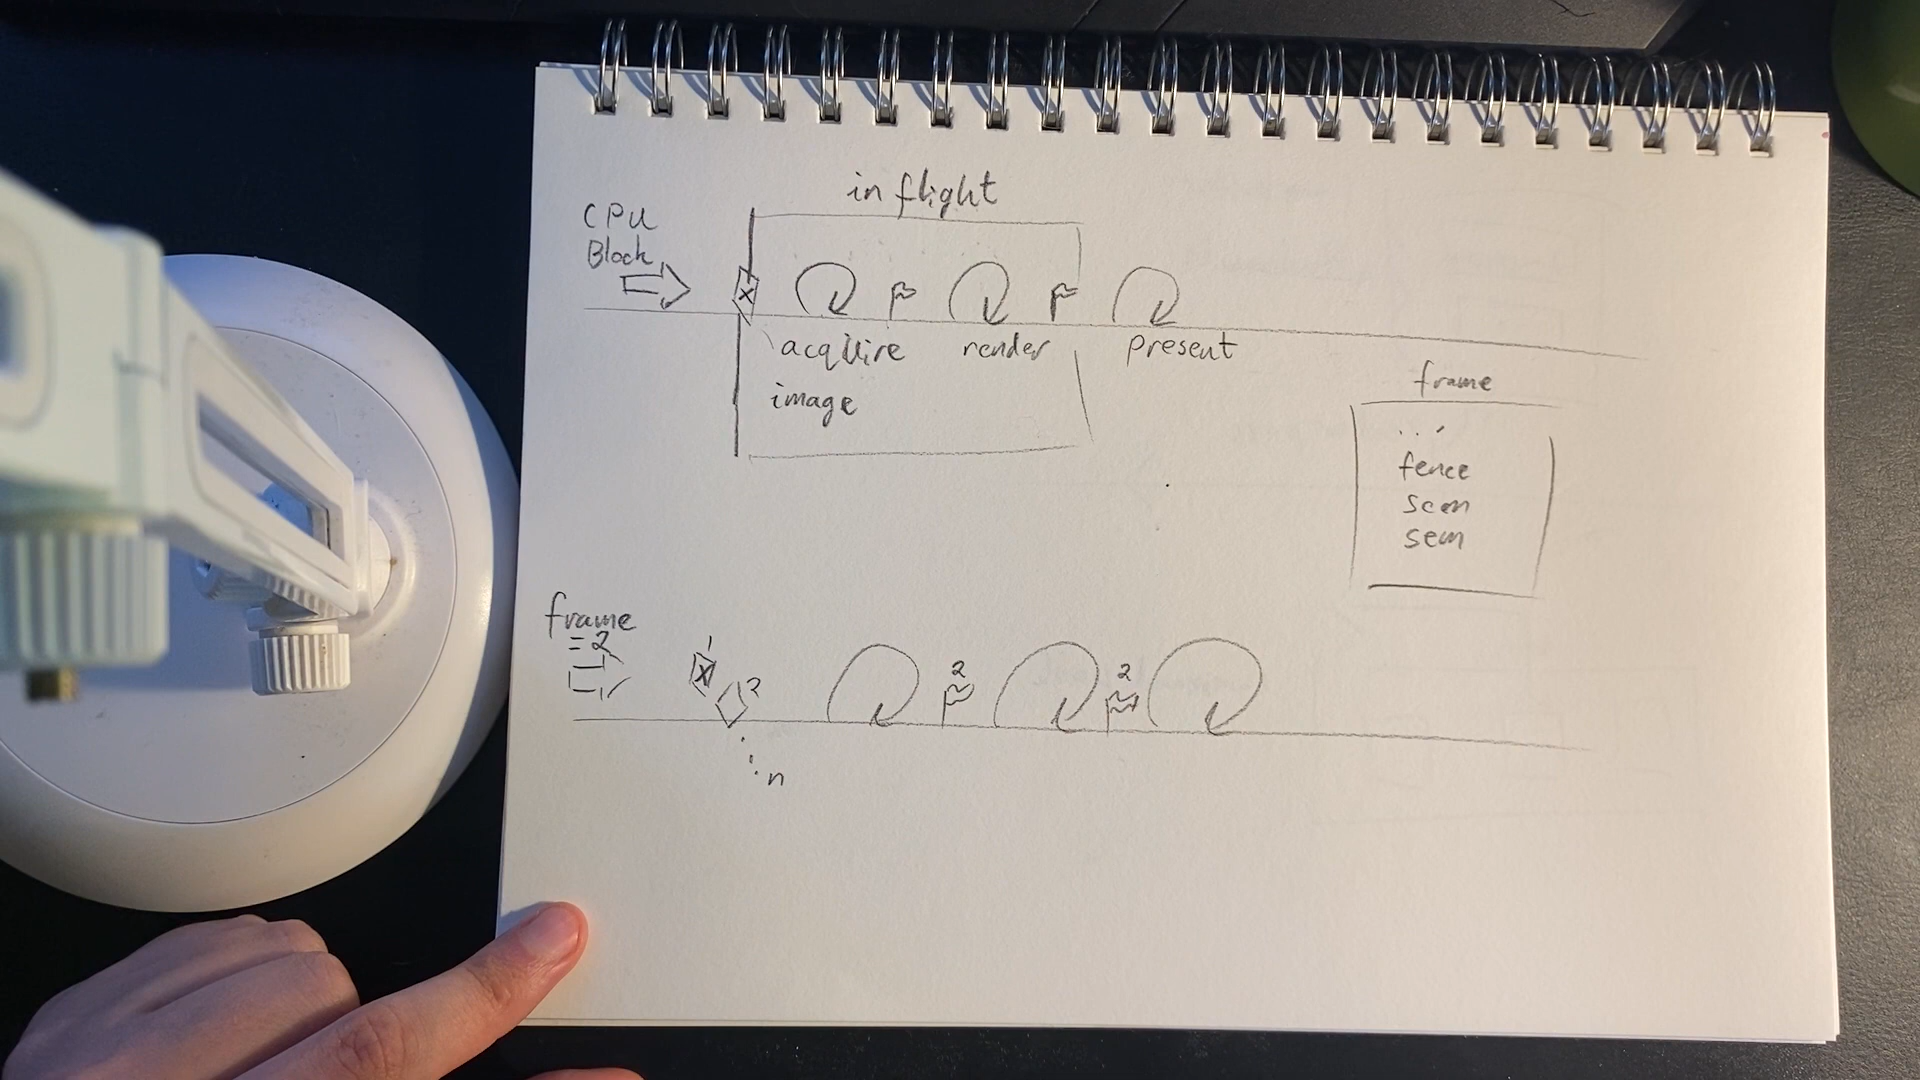 in flight
CPU
Block
x
acquire render present
image
frame
...
fence
sem
sem
frame
= 2
1
x
2
2
2
n